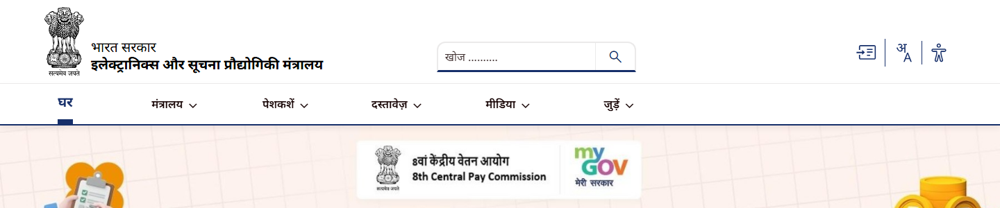 सत्यमेव जयते
भारत सरकार
इलेक्ट्रानिक्स और सूचना प्रौद्योगिकी मंत्रालय
खोज ..........
अ A
घर
मंत्रालय
पेशकशें
दस्तावेज़
मीडिया
जुड़ें
सत्यमेव जयते
8वां केंद्रीय वेतन आयोग
8th Central Pay Commission
my
GOV
मेरी सरकार